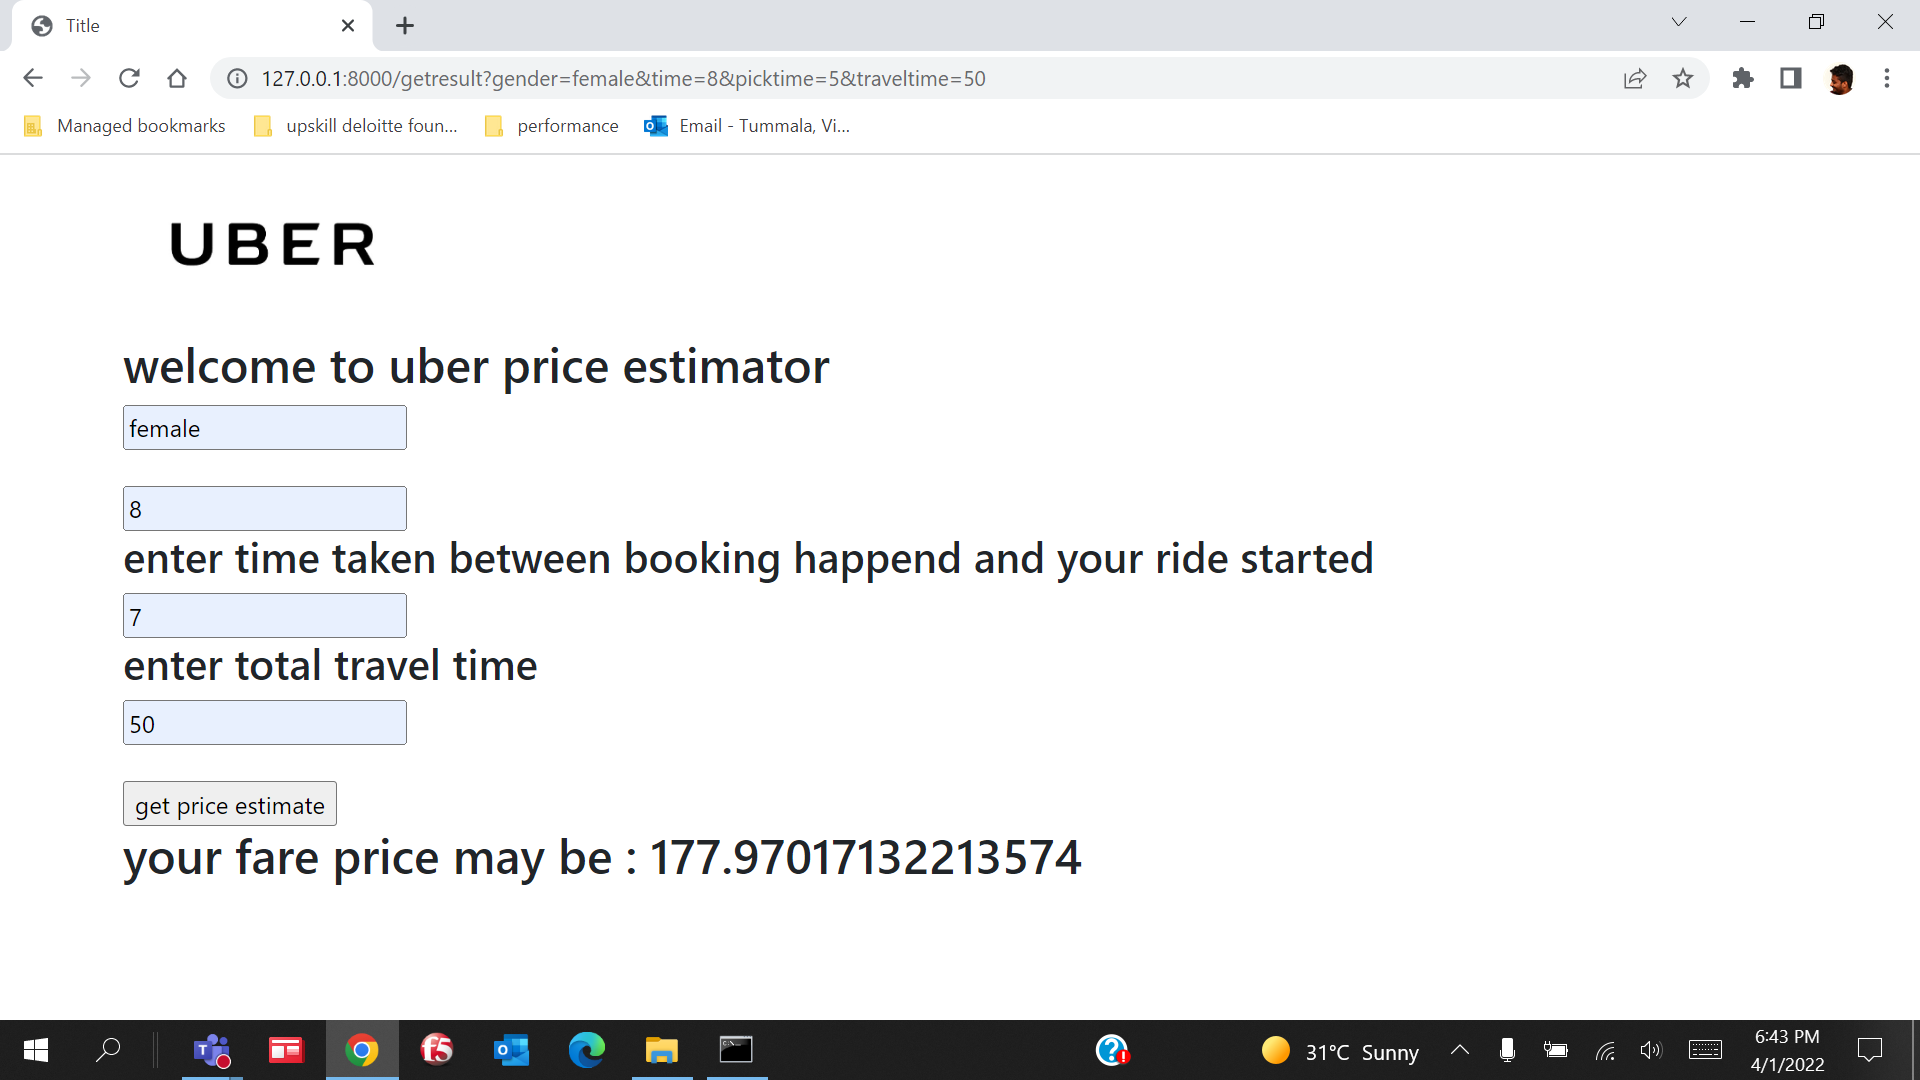 Title
127.0.0.1:8000/getresult?gender=female&time=8&picktime=5&traveltime=50
Managed bookmarks upskill deloitte foun... performance Email - Tummala, Vi...
UBER
welcome to uber price estimator
female
8
enter time taken between booking happend and your ride started
7
enter total travel time
50
get price estimate
your fare price may be : 177.97017132213574
31°C Sunny
6:43 PM
4/1/2022